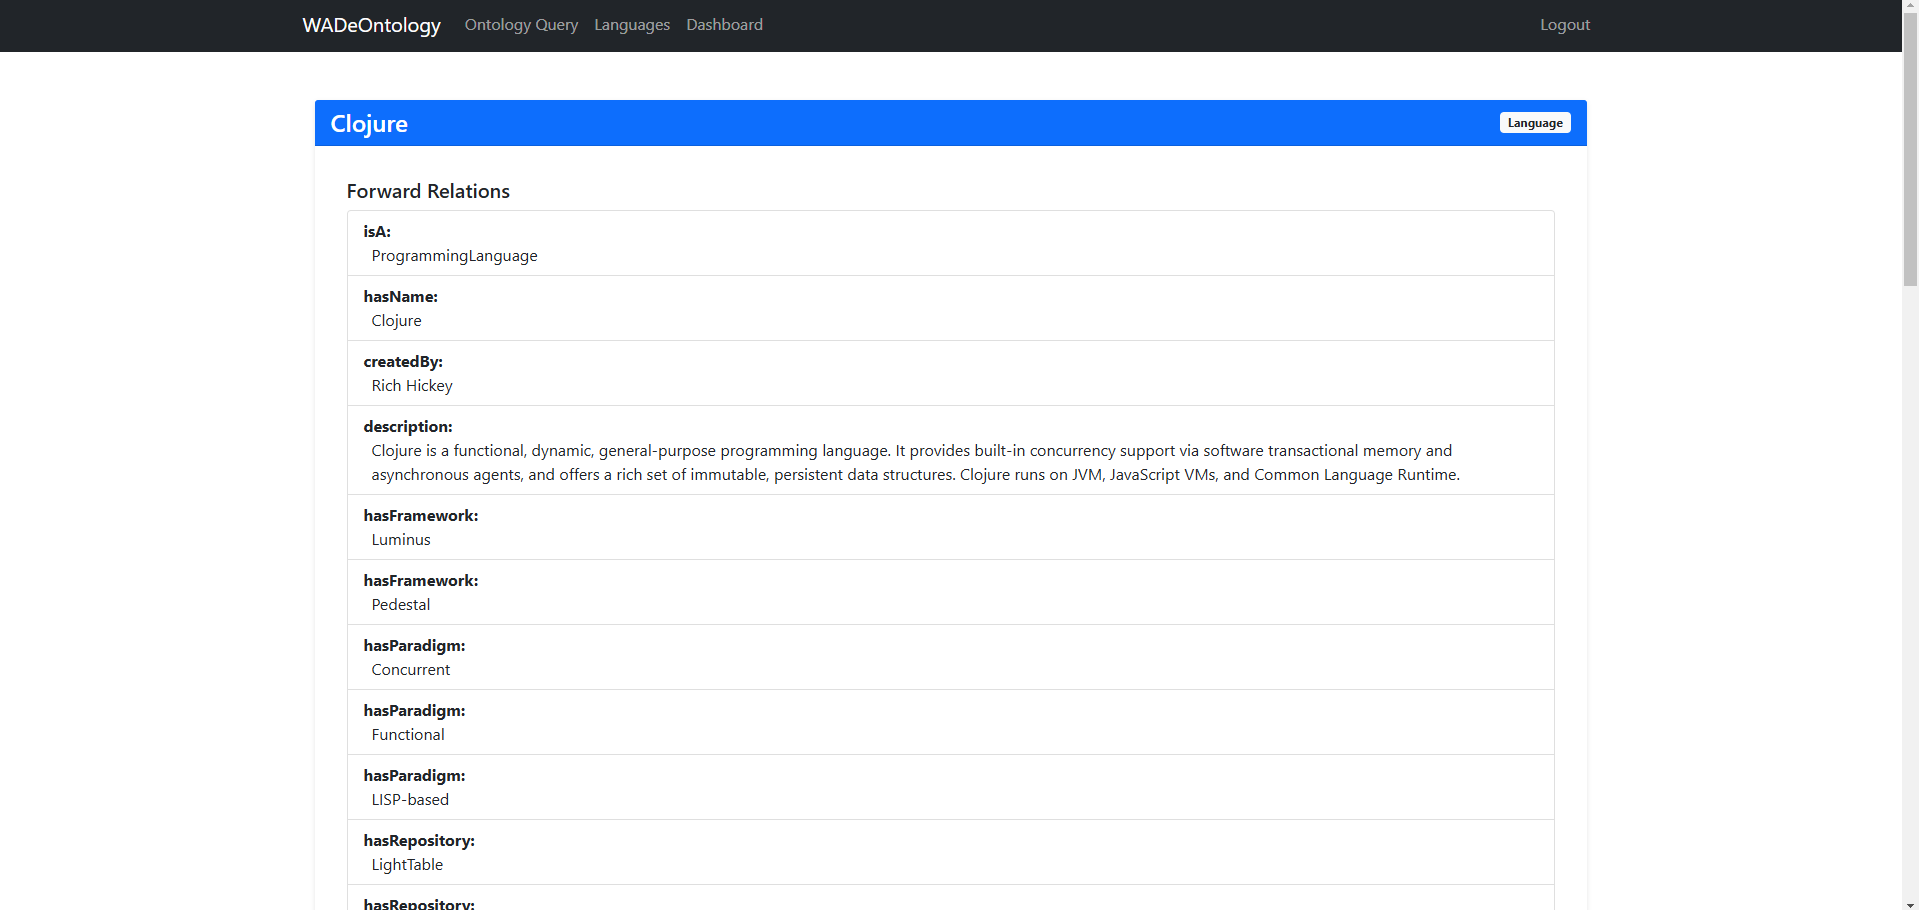 WADeOntology Ontology Query Languages Dashboard Logout
Clojure Language
Forward Relations
isA:
ProgrammingLanguage
hasName:
Clojure
createdBy:
Rich Hickey
description:
Clojure is a functional, dynamic, general-purpose programming language. It provides built-in concurrency support via software transactional memory and
asynchronous agents, and offers a rich set of immutable, persistent data structures. Clojure runs on JVM, JavaScript VMs, and Common Language Runtime.
hasFramework:
Luminus
hasFramework:
Pedestal
hasParadigm:
Concurrent
hasParadigm:
Functional
hasParadigm:
LISP-based
hasRepository:
LightTable
hasRepository: